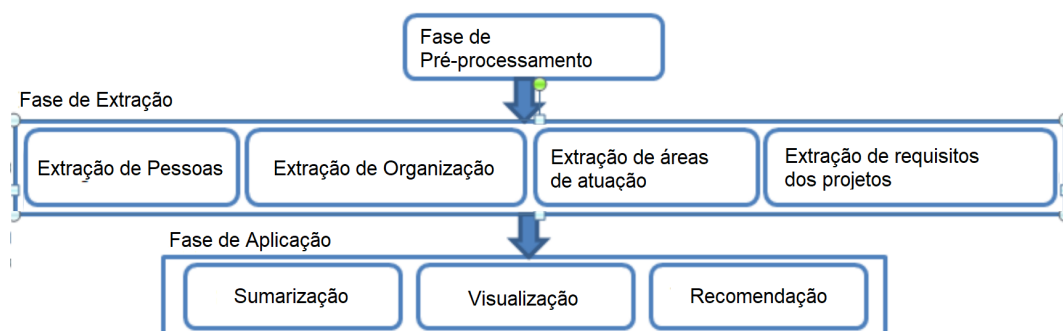 Fase de
Pré-processamento
Fase de Extração
Extração de Pessoas
Extração de Organização
Extração de áreas
de atuação
Extração de requisitos
dos projetos
Fase de Aplicação
Sumarização
Visualização
Recomendação